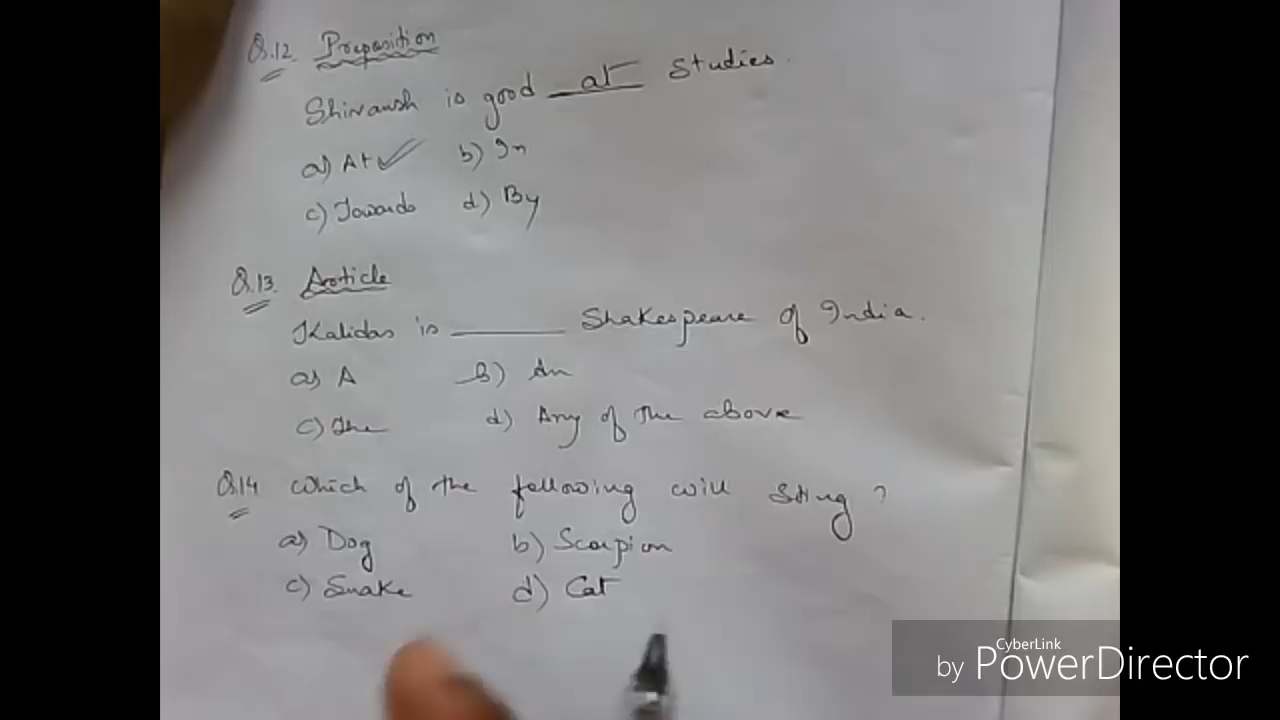 Q.12. Preposition
Shivansh is good at studies.
a) At ✓ b) In
c) Towards d) By
Q.13. Article
Kalidas is ______ Shakespeare of India.
a) A b) An
c) The d) Any of the above
Q.14 Which of the following will sting ?
a) Dog b) Scorpion
c) Snake d) Cat
CyberLink
by PowerDirector